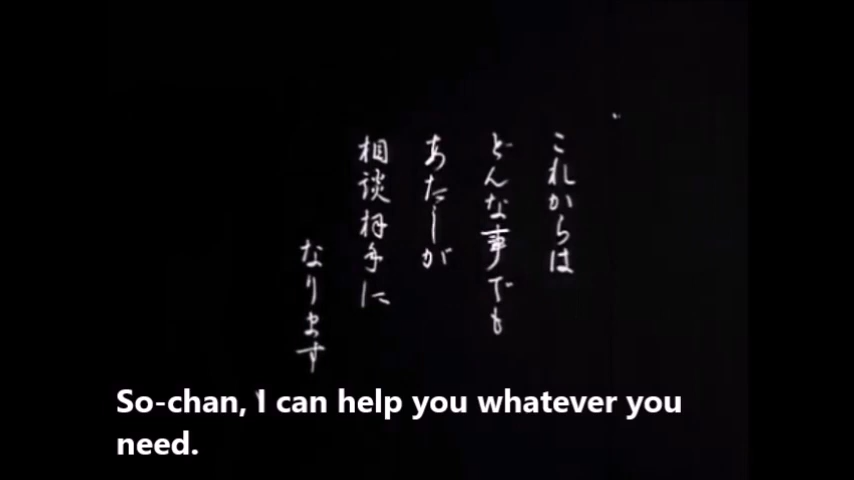 これからは
どんな事でも
あたしが
相談相手に
なります
So-chan, I can help you whatever you
need.